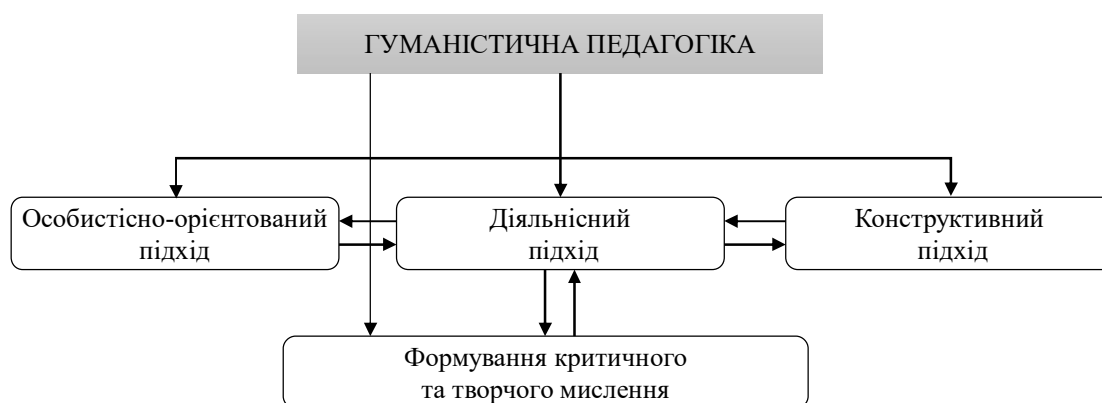 ГУМАНІСТИЧНА ПЕДАГОГІКА
Особистісно-орієнтований
підхід
Діяльнісний
підхід
Конструктивний
підхід
Формування критичного
та творчого мислення